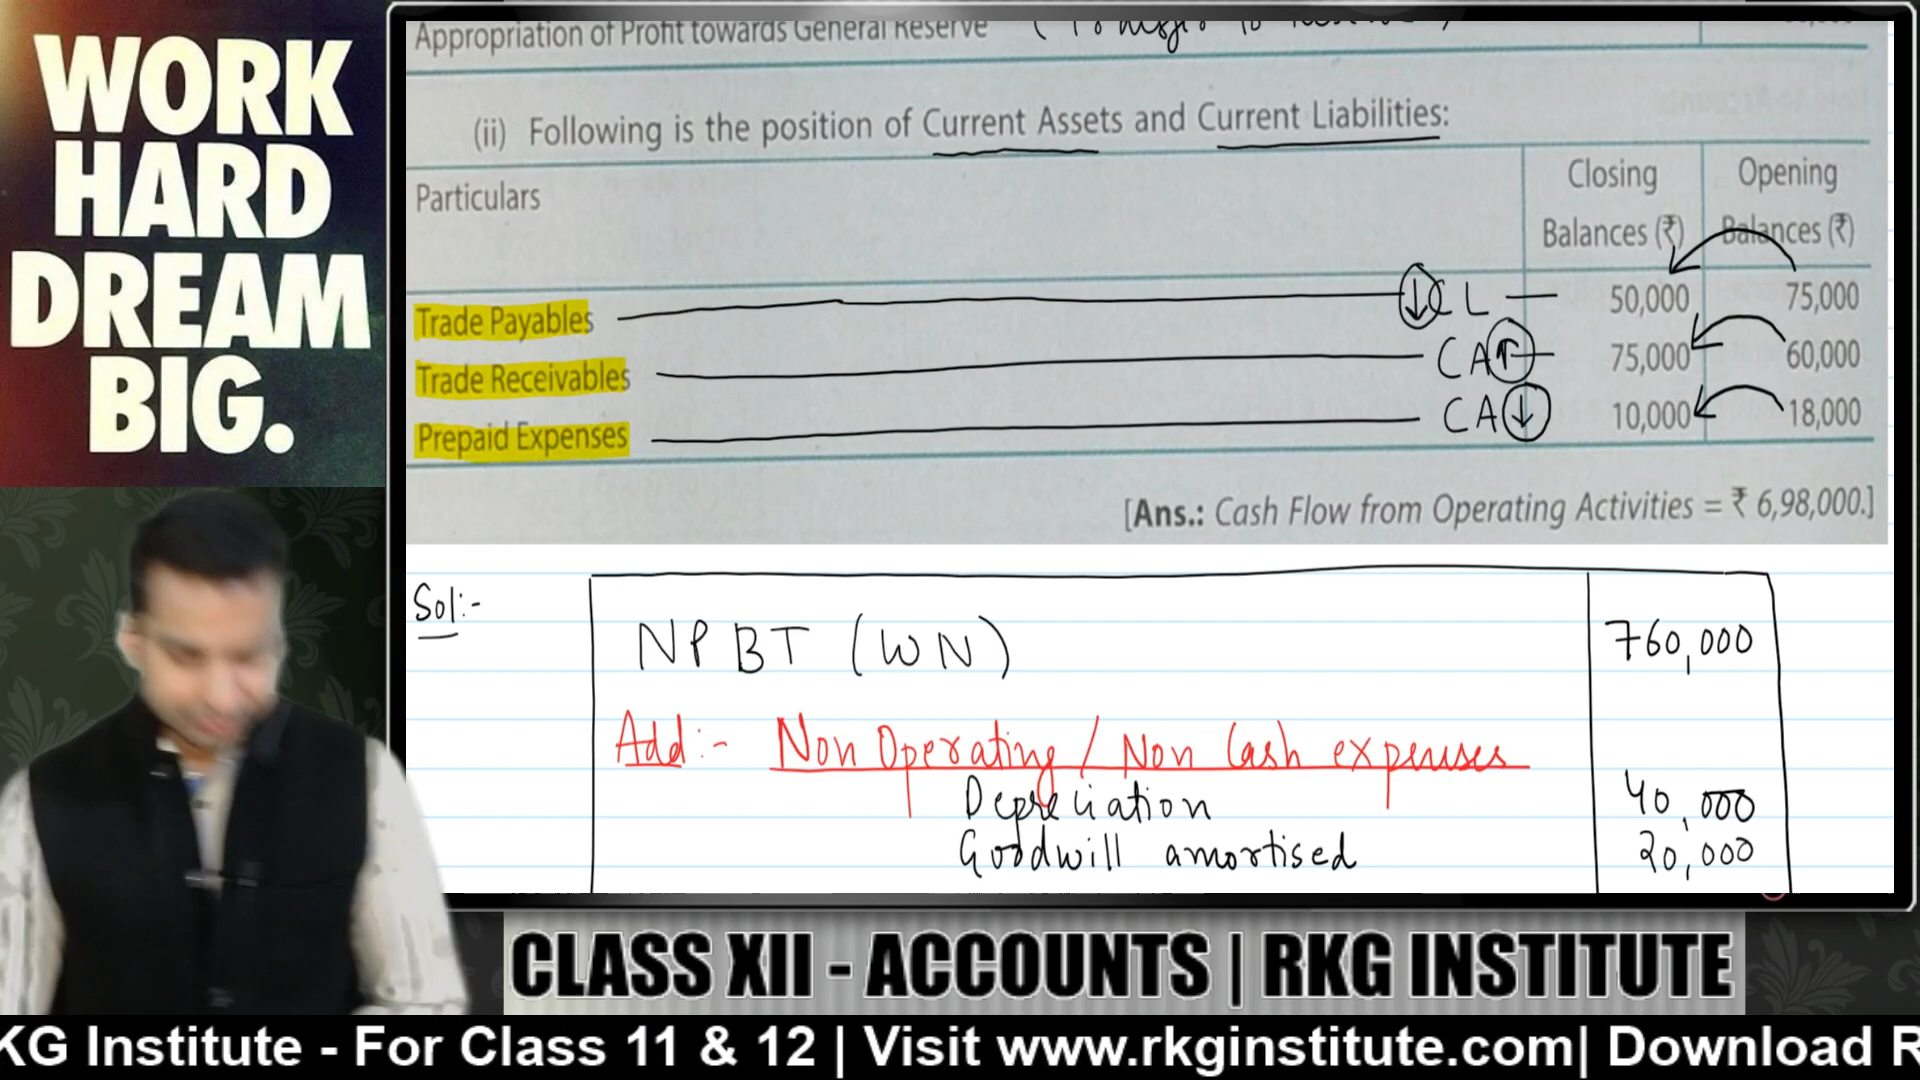 WORK
HARD
DREAM
BIG.
Appropriation of Profit towards General Reserve (
(ii) Following is the position of Current Assets and Current Liabilities:
Particulars Closing Balances (₹) Opening Balances (₹)
Trade Payables ↓ CL 50,000 75,000
Trade Receivables CA ↑ 75,000 60,000
Prepaid Expenses CA ↓ 10,000 18,000
[Ans.: Cash Flow from Operating Activities = ₹ 6,98,000.]
Sol:-
NPBT (WN) 760,000
Add:- Non Operating / Non Cash expenses
Depreciation 40,000
Goodwill amortised 20,000
CLASS XII - ACCOUNTS | RKG INSTITUTE
KG Institute - For Class 11 & 12 | Visit www.rkginstitute.com| Download R